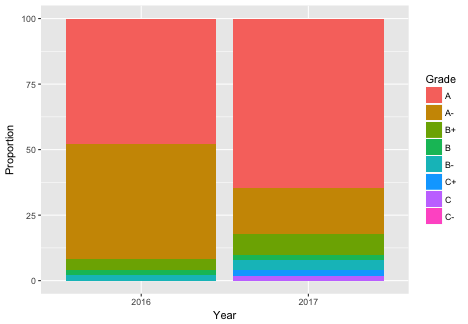 100
75
50
25
0
Proportion
2016
2017
Year
Grade
A
A-
B+
B
B-
C+
C
C-